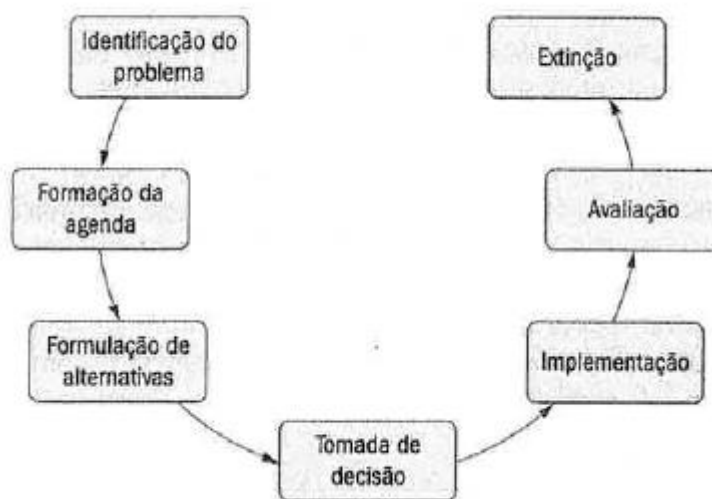 Identificação do
problema
Formação da
agenda
Formulação de
alternativas
Tomada de
decisão
Implementação
Avaliação
Extinção